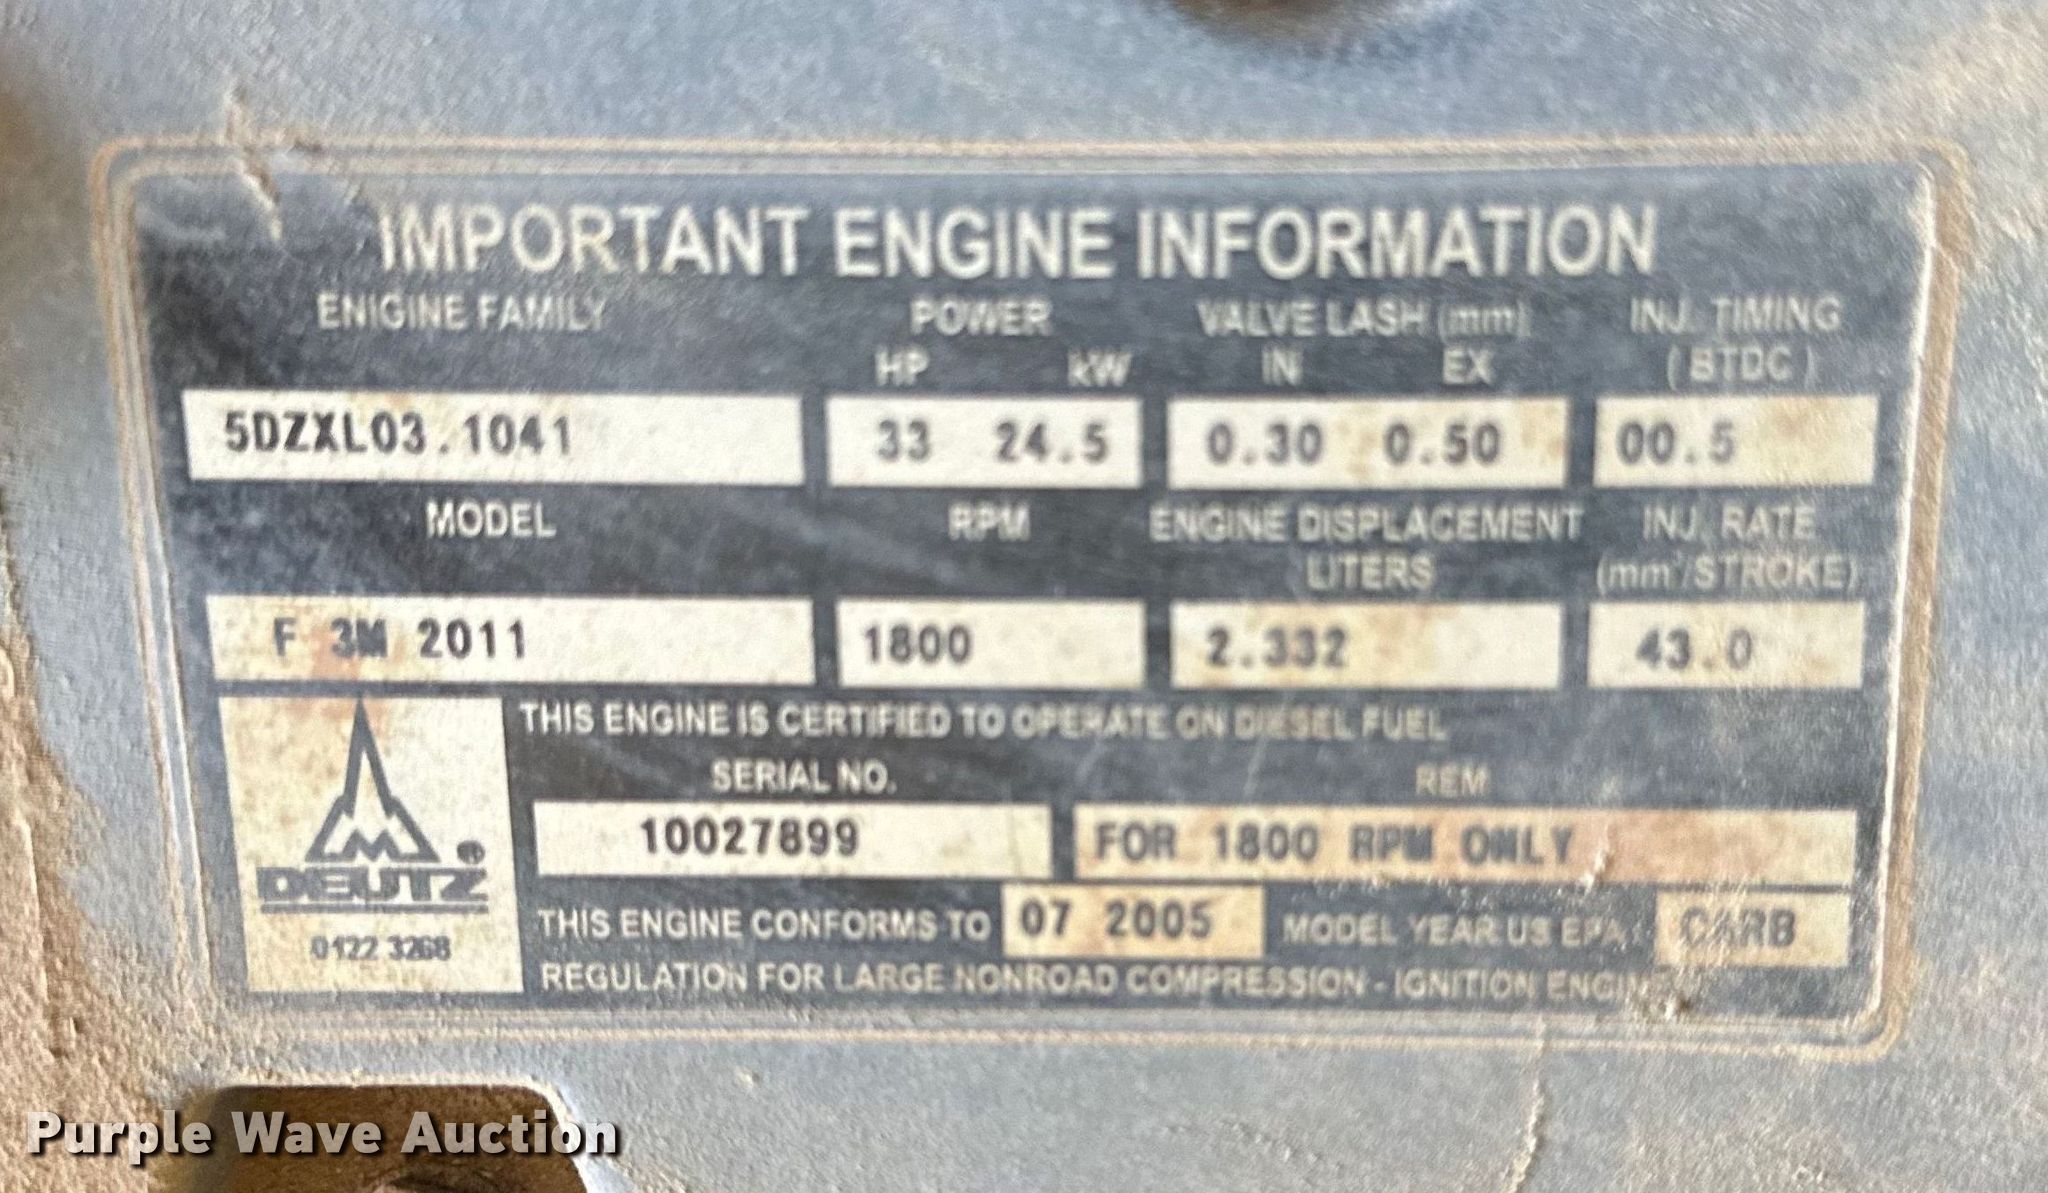 IMPORTANT ENGINE INFORMATION
ENIGINE FAMILY POWER VALVE LASH (mm) INJ. TIMING
HP kW IN EX (BTDC)
5DZXL03.1041 33 24.5 0.30 0.50 00.5
MODEL RPM ENGINE DISPLACEMENT INJ. RATE
LITERS (mm³/STROKE)
F 3M 2011 1800 2.332 43.0
THIS ENGINE IS CERTIFIED TO OPERATE ON DIESEL FUEL
SERIAL NO. REM
10027899 FOR 1800 RPM ONLY
DEUTZ®
0122 3268
THIS ENGINE CONFORMS TO 07 2005 MODEL YEAR US EPA, CARB
REGULATION FOR LARGE NONROAD COMPRESSION - IGNITION
Purple Wave Auction